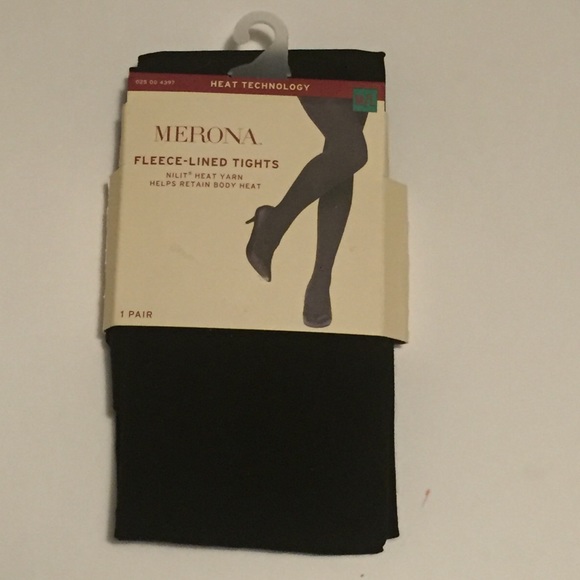 HEAT TECHNOLOGY
MERONA
FLEECE-LINED TIGHTS
NILIT® HEAT YARN
HELPS RETAIN BODY HEAT
1 PAIR